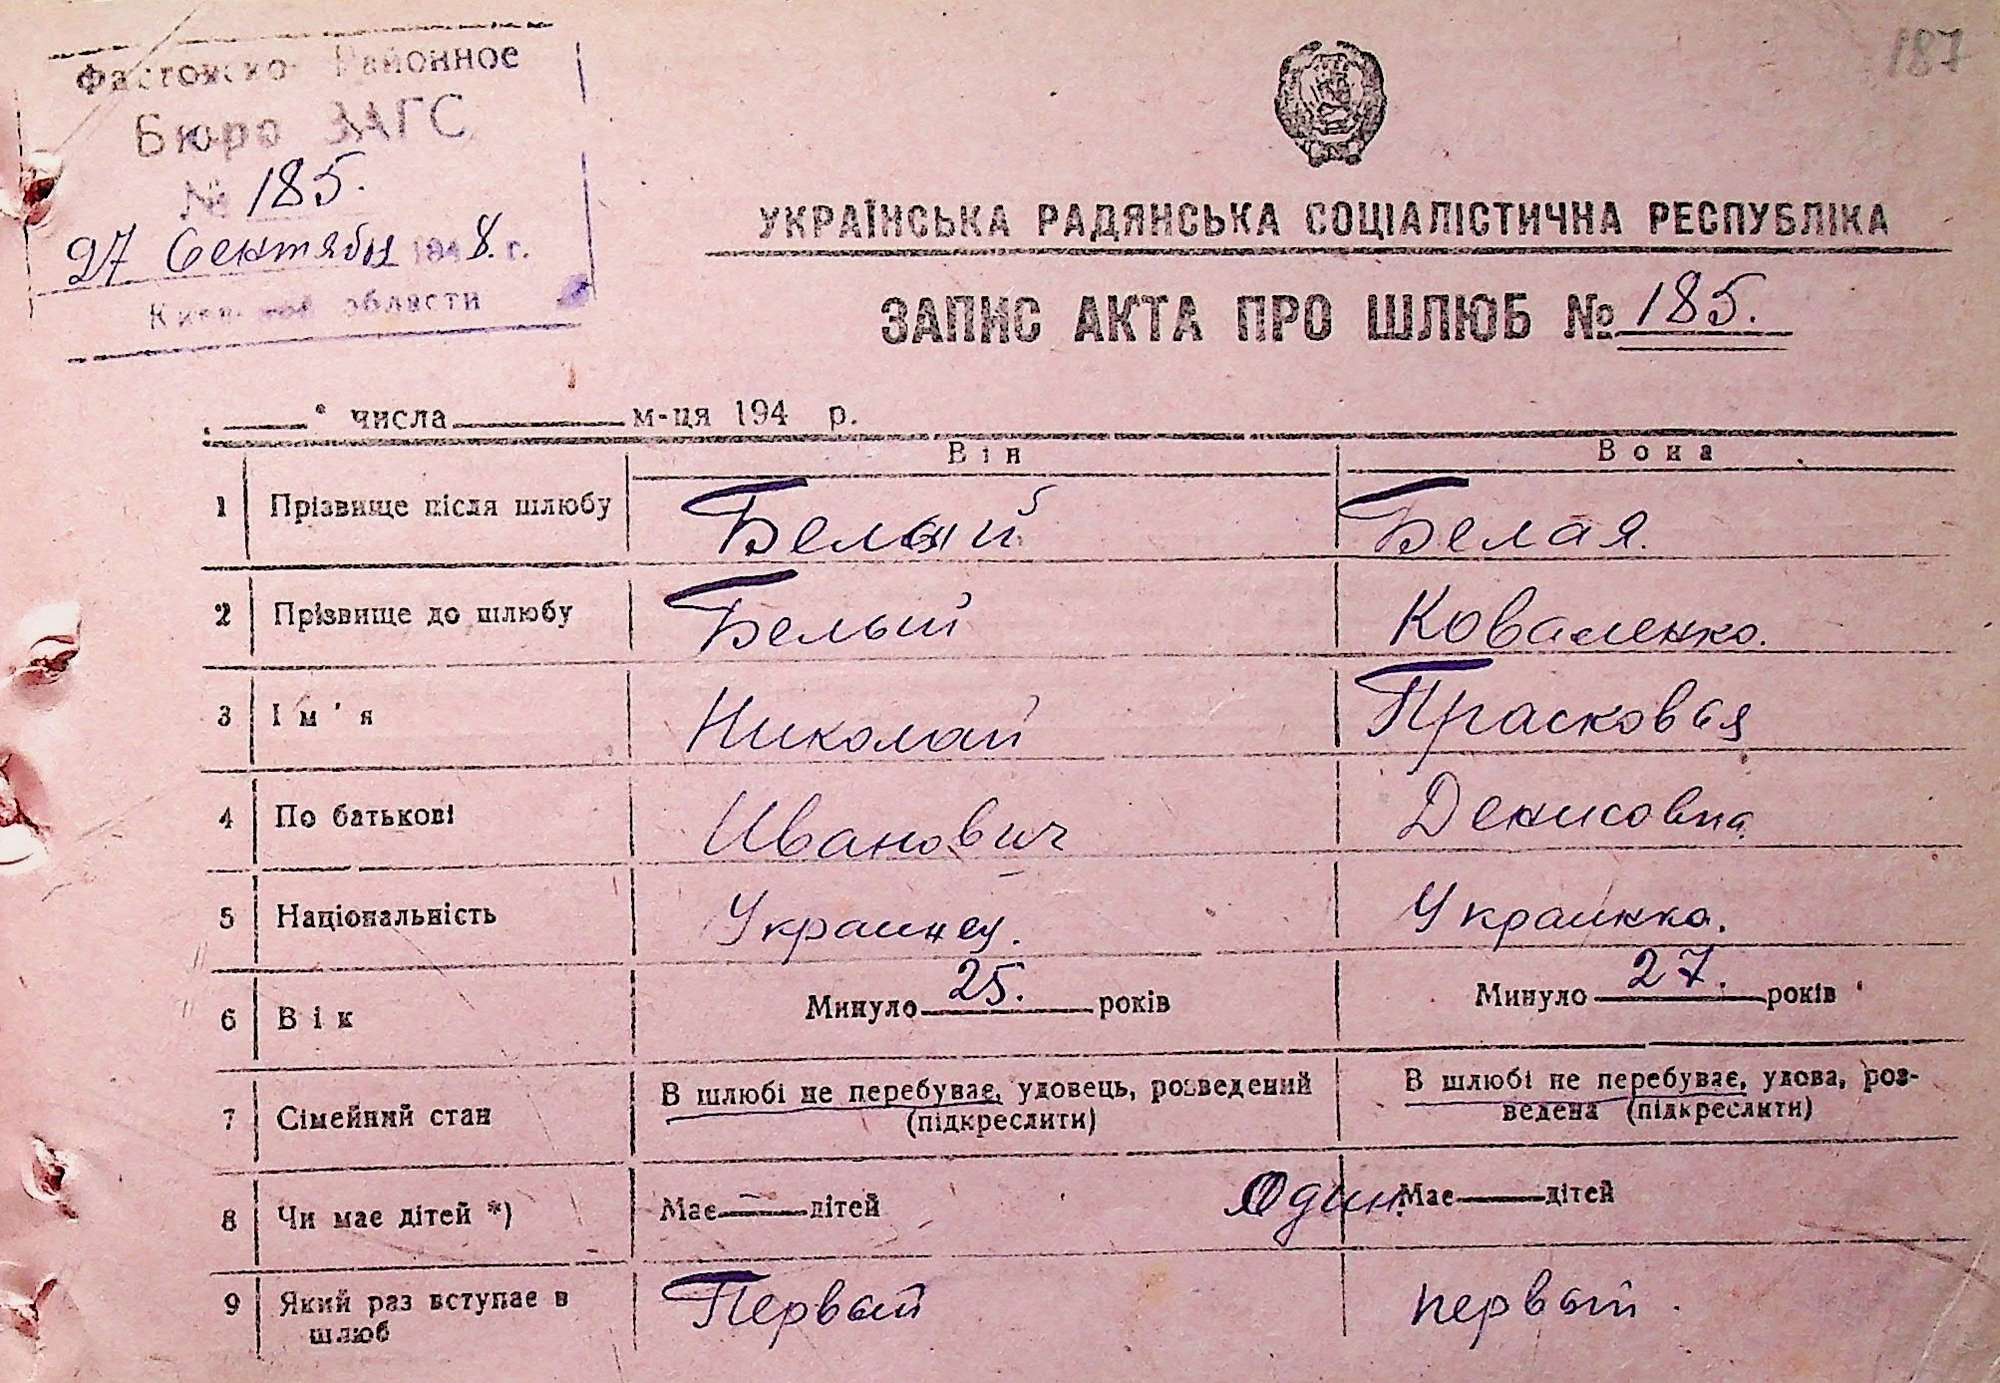 187
Фастовско Районное
Бюро ЗАГС
№ 185.
27 Сентября 1948. г.
Киевской области
УКРАЇНСЬКА РАДЯНСЬКА СОЦІАЛІСТИЧНА РЕСПУБЛІКА
ЗАПИС АКТА ПРО ШЛЮБ № 185.
" числа м-ця 194 р.
Він Вона
1 Прізвище після шлюбу Белый Белая.
2 Прізвище до шлюбу Белый Коваленко.
3 Ім'я Николай Прасковья
4 По батькові Иванович Денисовна
5 Національність Украинец. Украинка.
6 Вік Минуло 25. років Минуло 27. років
7 Сімейний стан В шлюбі не перебуває, удовець, розведений (підкреслити) В шлюбі не перебуває, удова, роз-
ведена (підкреслити)
8 Чи має дітей *) Має — дітей Один. Має дітей
9 Який раз вступає в шлюб Первый первый.